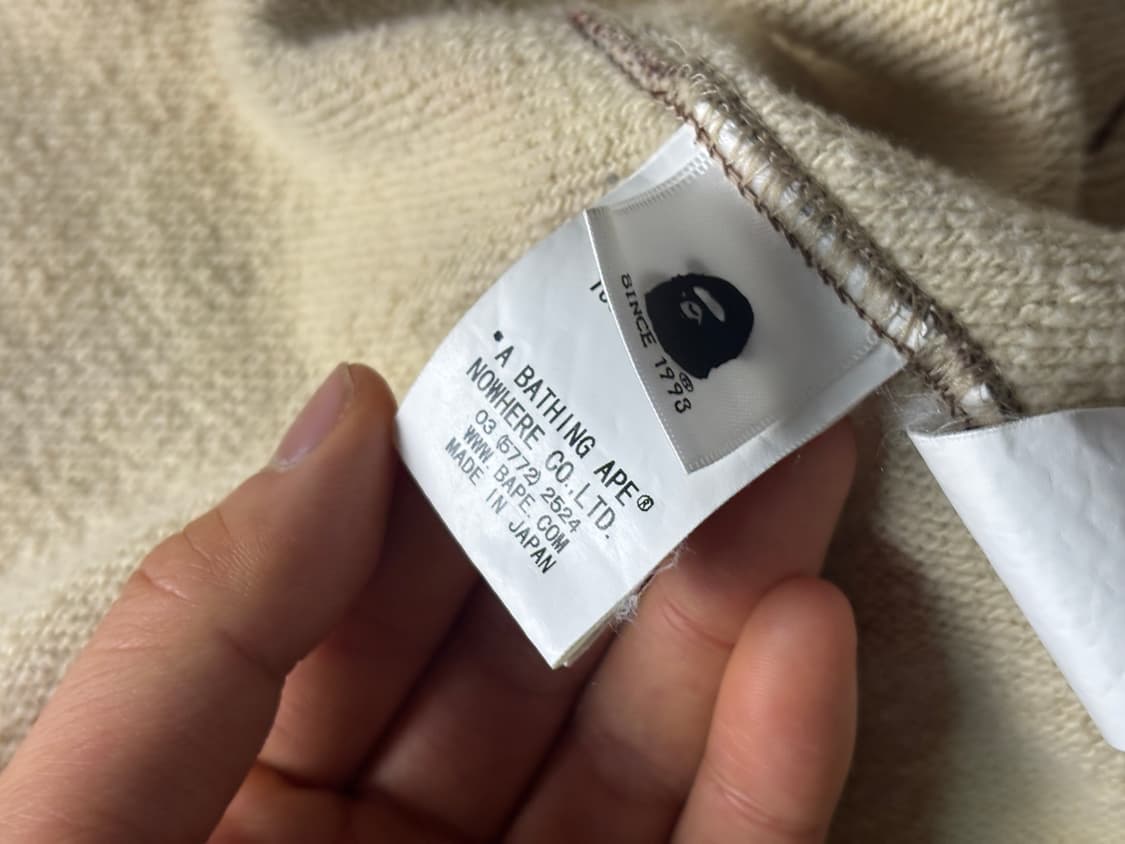 SINCE 1993
®
"A BATHING APE®
NOWHERE CO.,LTD.
03 (5772) 2524
WWW. BAPE. COM
MADE IN JAPAN